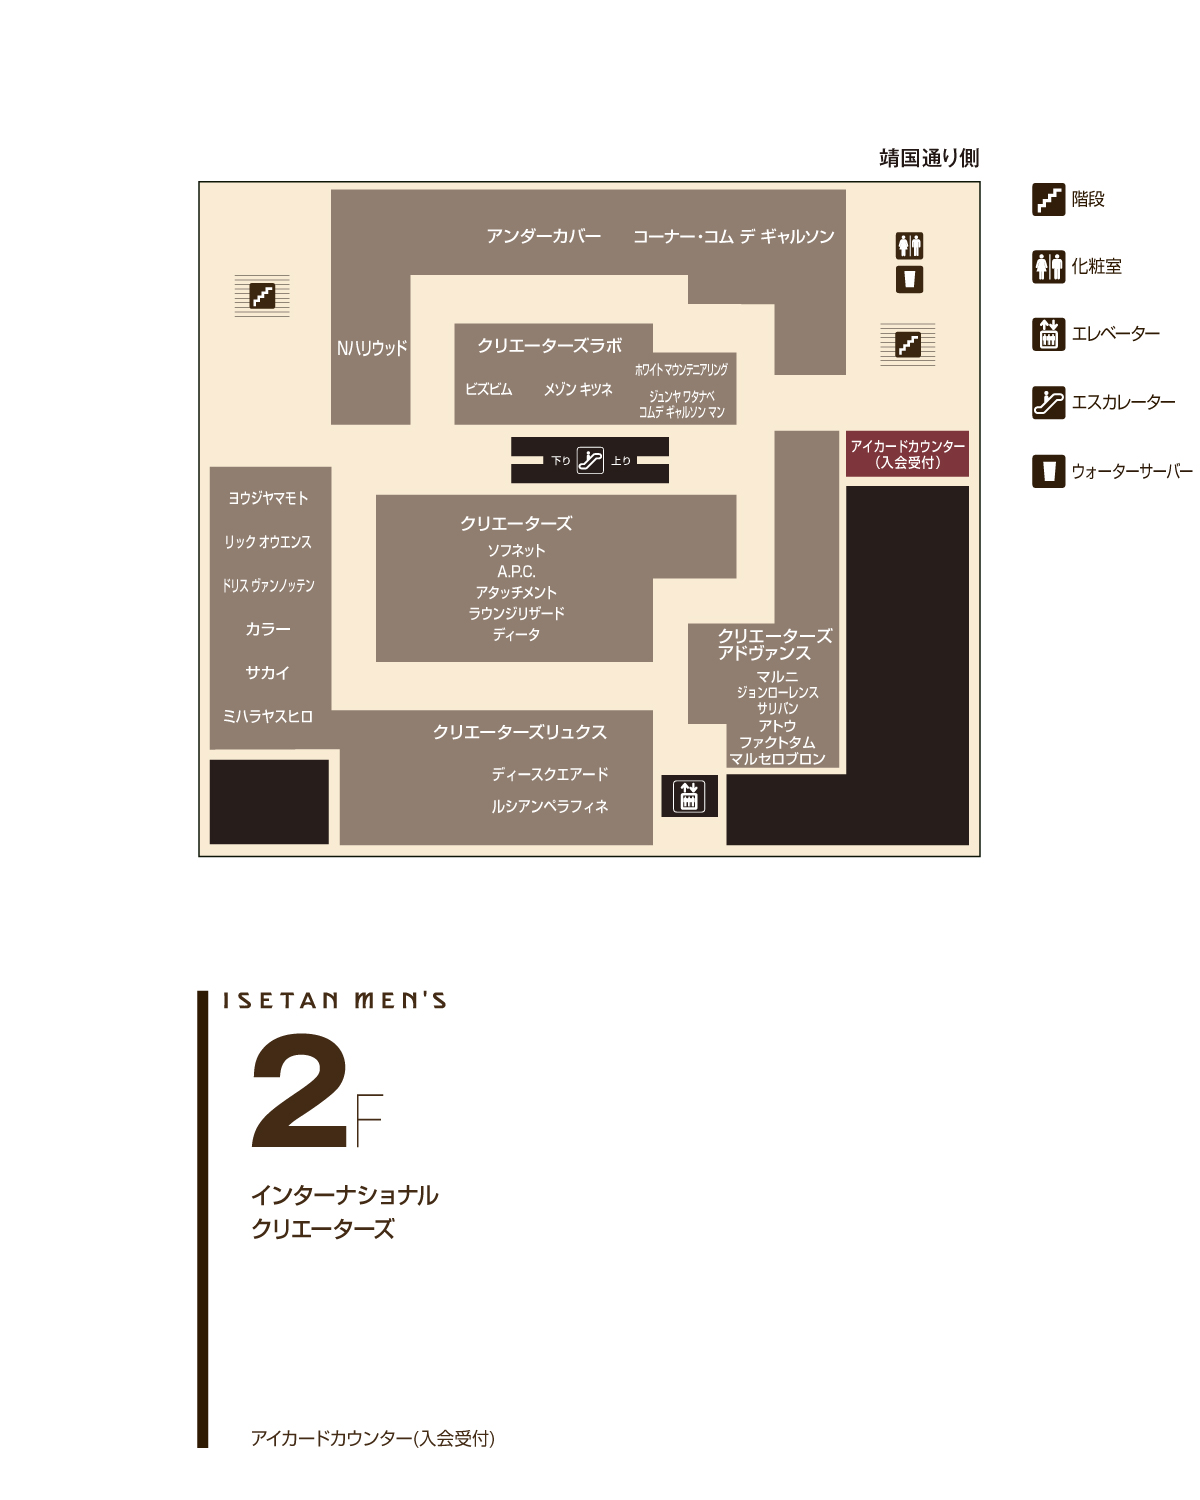 靖国通り側
階段
化粧室
エレベーター
エスカレーター
ウォーターサーバー
アンダーカバー
コーナー・コム デ ギャルソン
Nハリウッド
クリエーターズラボ
ビズビム
メゾン キツネ
ホワイトマウンテニアリング
ジュンヤ ワタナベ
コムデ ギャルソン マン
下り
上り
アイカードカウンター
(入会受付)
ヨウジヤマモト
リック オウエンス
ドリス ヴァンノッテン
カラー
サカイ
ミハラヤスヒロ
クリエーターズ
ソフネット
A.P.C.
アタッチメント
ラウンジリザード
ディータ
クリエーターズ
アドヴァンス
マルニ
ジョンローレンス
サリバン
アトウ
ファクトタム
マルセロブロン
クリエーターズリュクス
ディースクエアード
ルシアンペラフィネ
ISETAN MEN'S
2F
インターナショナル
クリエーターズ
アイカードカウンター(入会受付)